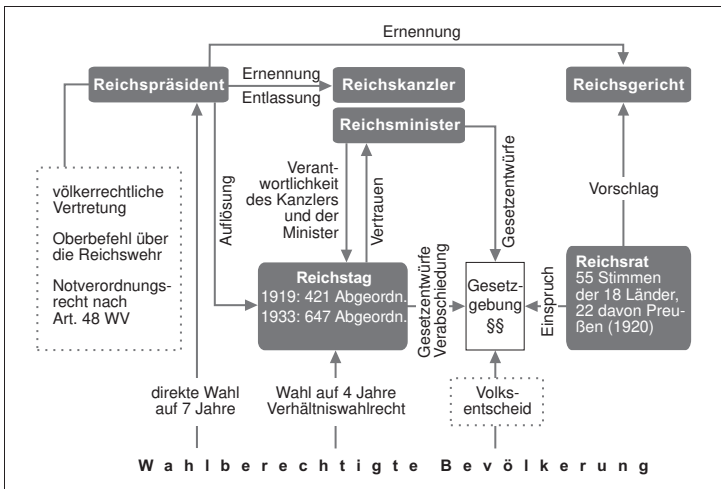 Ernennung
Reichspräsident
Ernennung
Entlassung
Reichskanzler
Reichsgericht
Reichsminister
völkerrechtliche
Vertretung
Oberbefehl über
die Reichswehr
Notverordnungs-
recht nach
Art. 48 WV
Auflösung
Verant-
wortlichkeit
des Kanzlers
und der
Minister
Vertrauen
Gesetzentwürfe
Vorschlag
Reichstag
1919: 421 Abgeordn.
1933: 647 Abgeordn.
Gesetzentwürfe
Verabschiedung
Gesetz-
gebung
§§
Einspruch
Reichsrat
55 Stimmen
der 18 Länder,
22 davon Preu-
ßen (1920)
direkte Wahl
auf 7 Jahre
Wahl auf 4 Jahre
Verhältniswahlrecht
Volks-
entscheid
Wahlberechtigte Bevölkerung